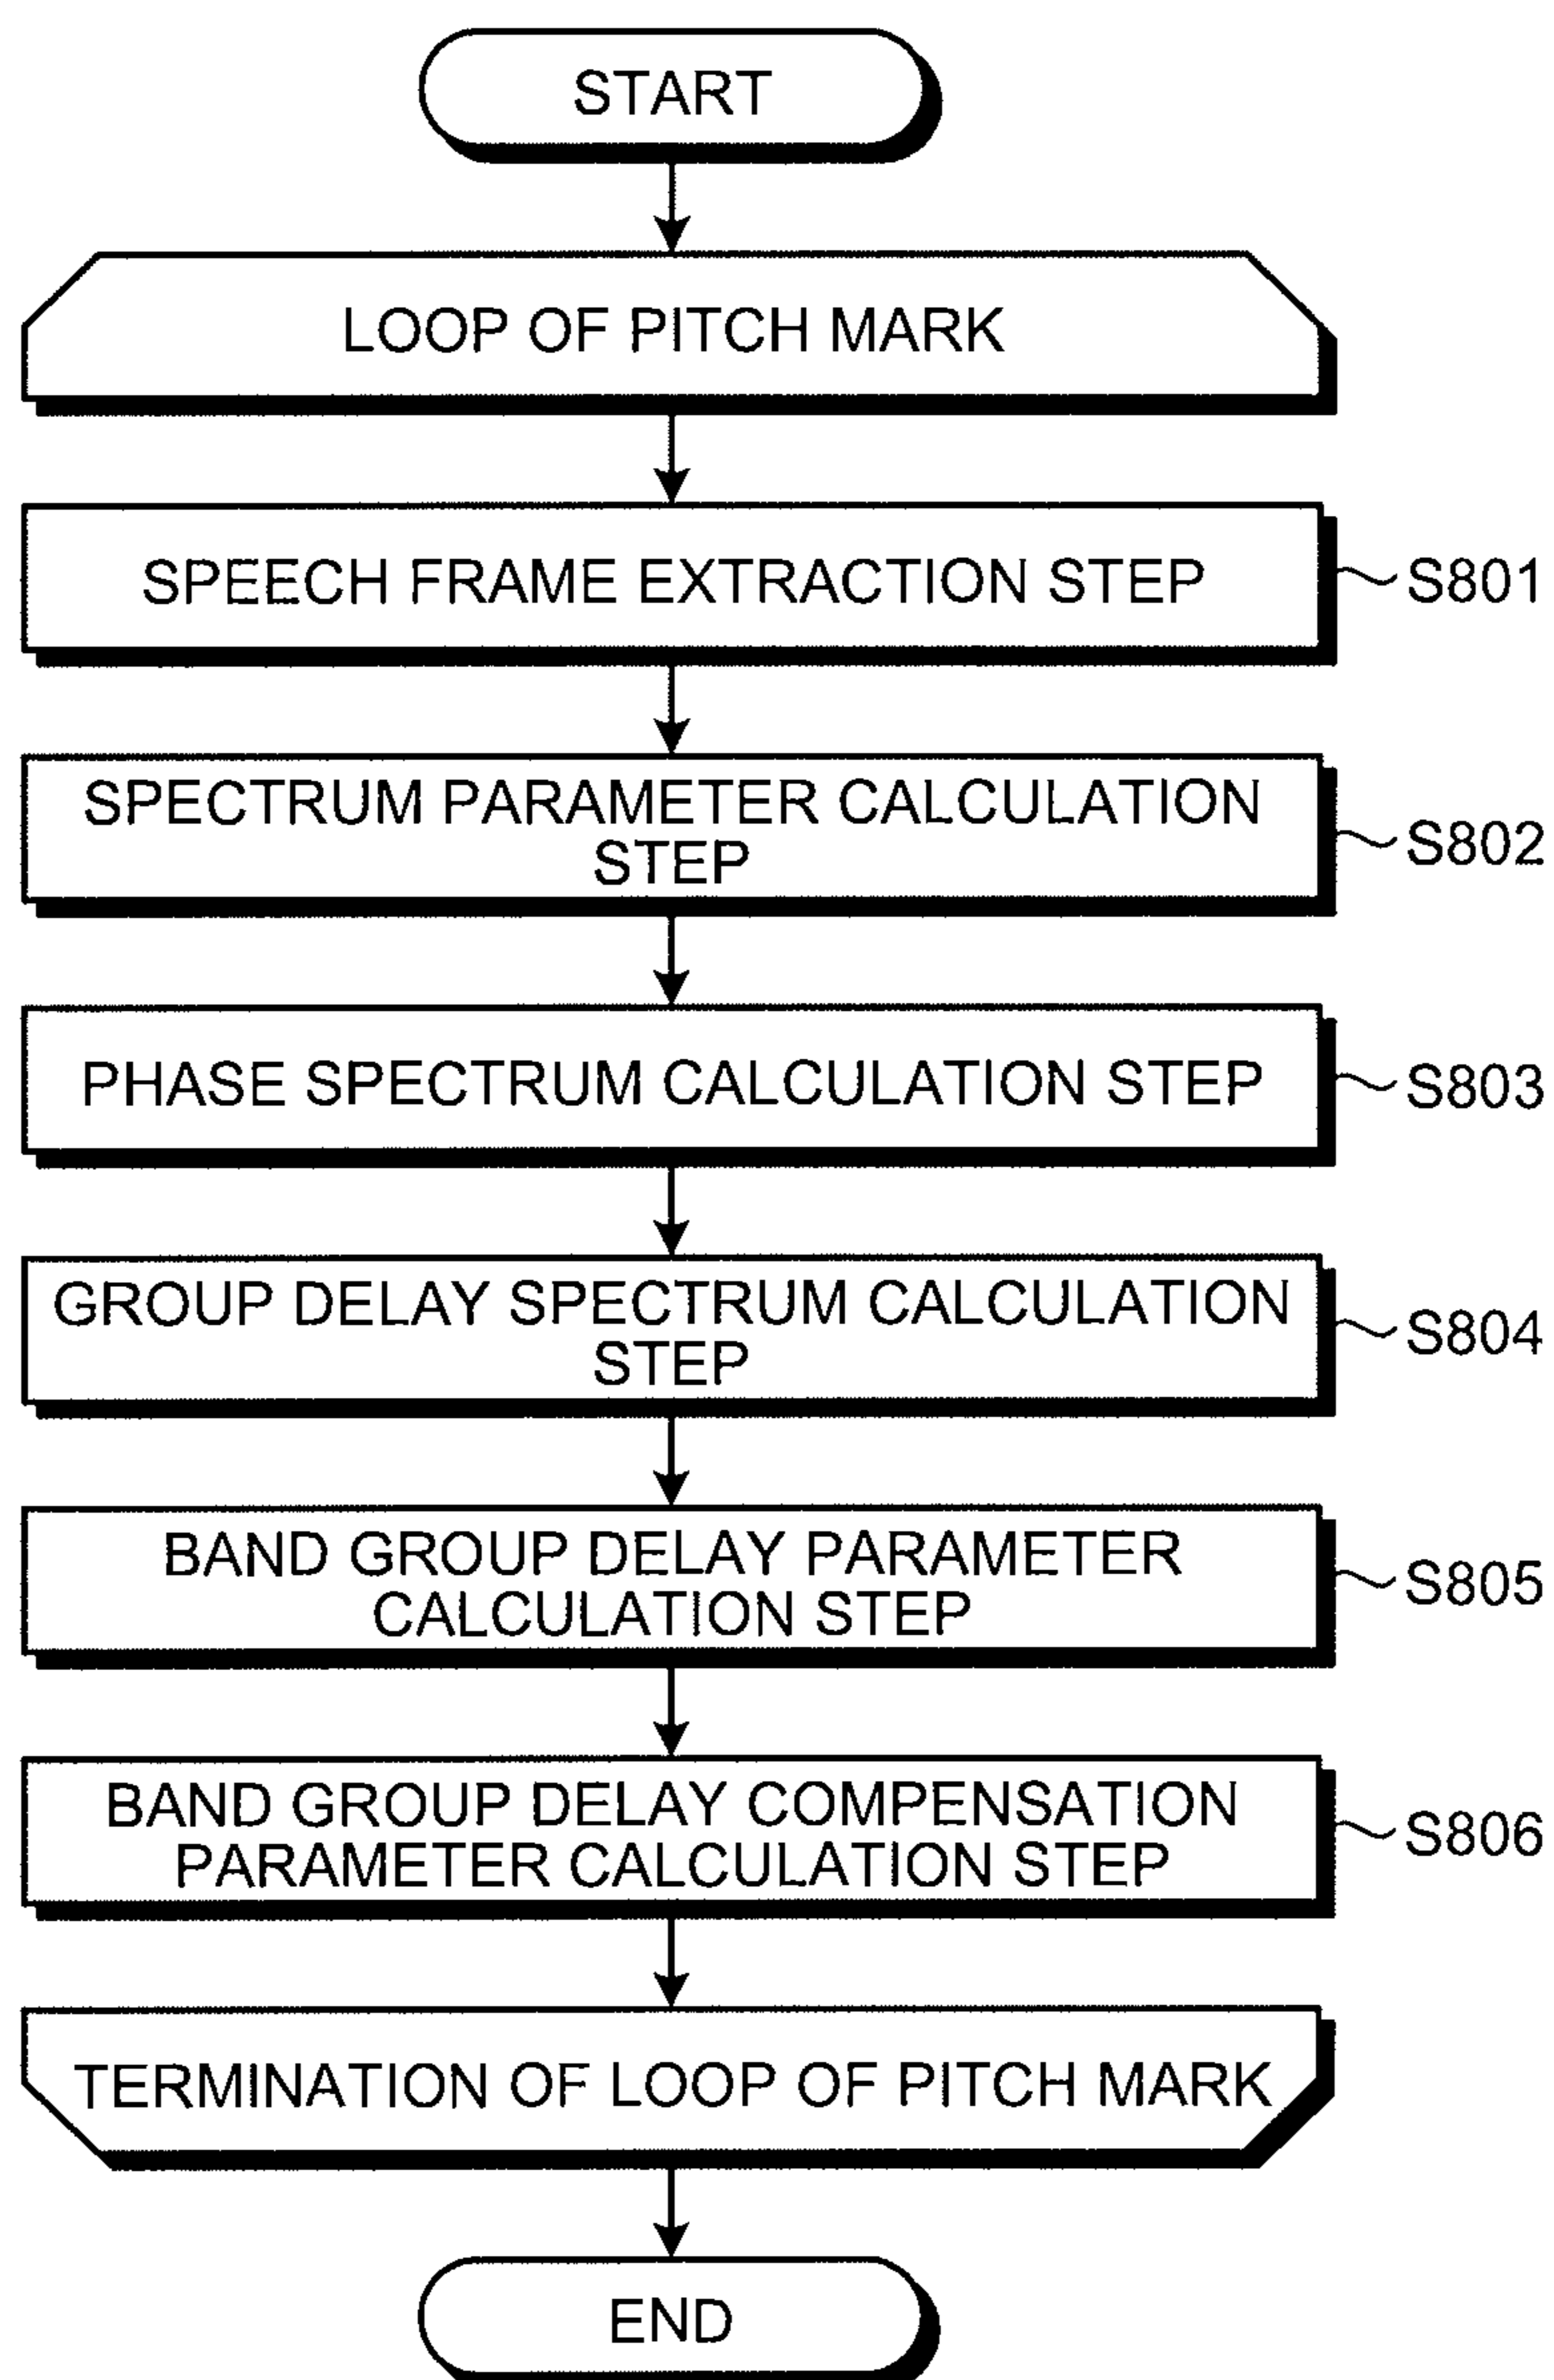 START
LOOP OF PITCH MARK
SPEECH FRAME EXTRACTION STEP
S801
SPECTRUM PARAMETER CALCULATION
STEP
S802
PHASE SPECTRUM CALCULATION STEP
S803
GROUP DELAY SPECTRUM CALCULATION
STEP
S804
BAND GROUP DELAY PARAMETER
CALCULATION STEP
S805
BAND GROUP DELAY COMPENSATION
PARAMETER CALCULATION STEP
S806
TERMINATION OF LOOP OF PITCH MARK
END